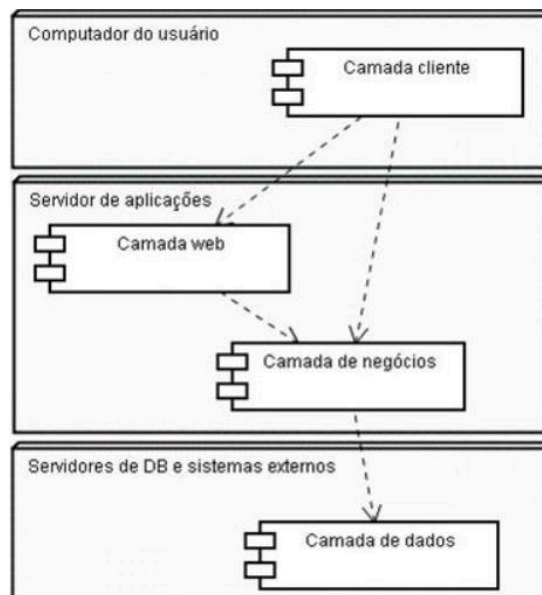 Computador do usuário
Camada cliente
Servidor de aplicações
Camada web
Camada de negócios
Servidores de DB e sistemas externos
Camada de dados